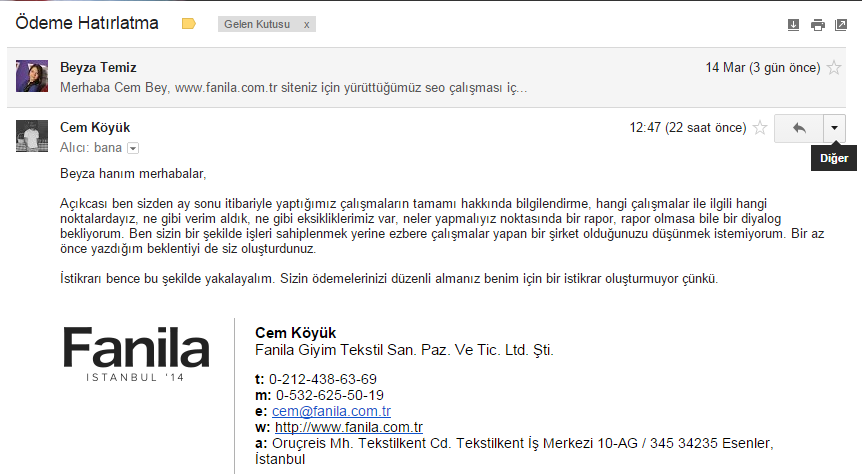 Ödeme Hatırlatma
Gelen Kutusu x
Beyza Temiz
14 Mar (3 gün önce)
Merhaba Cem Bey, www.fanila.com.tr siteniz için yürüttüğümüz seo çalışması iç...
Cem Köyük
12:47 (22 saat önce)
Alıcı: bana
Diğer
Beyza hanım merhabalar,
Açıkcası ben sizden ay sonu itibariyle yaptığımız çalışmaların tamamı hakkında bilgilendirme, hangi çalışmalar ile ilgili hangi
noktalardayız, ne gibi verim aldık, ne gibi eksikliklerimiz var, neler yapmalıyız noktasında bir rapor, rapor olmasa bile bir diyalog
bekliyorum. Ben sizin bir şekilde işleri sahiplenmek yerine ezbere çalışmalar yapan bir şirket olduğunuzu düşünmek istemiyorum. Bir az
önce yazdığım beklentiyi de siz oluşturdunuz.
İstikrarı bence bu şekilde yakalayalım. Sizin ödemelerinizi düzenli almanız benim için bir istikrar oluşturmuyor çünkü.
Fanila
ISTANBUL '14
Cem Köyük
Fanila Giyim Tekstil San. Paz. Ve Tic. Ltd. Şti.
t: 0-212-438-63-69
m: 0-532-625-50-19
e: cem@fanila.com.tr
w: http://www.fanila.com.tr
a: Oruçreis Mh. Tekstilkent Cd. Tekstilkent İş Merkezi 10-AG / 345 34235 Esenler,
İstanbul